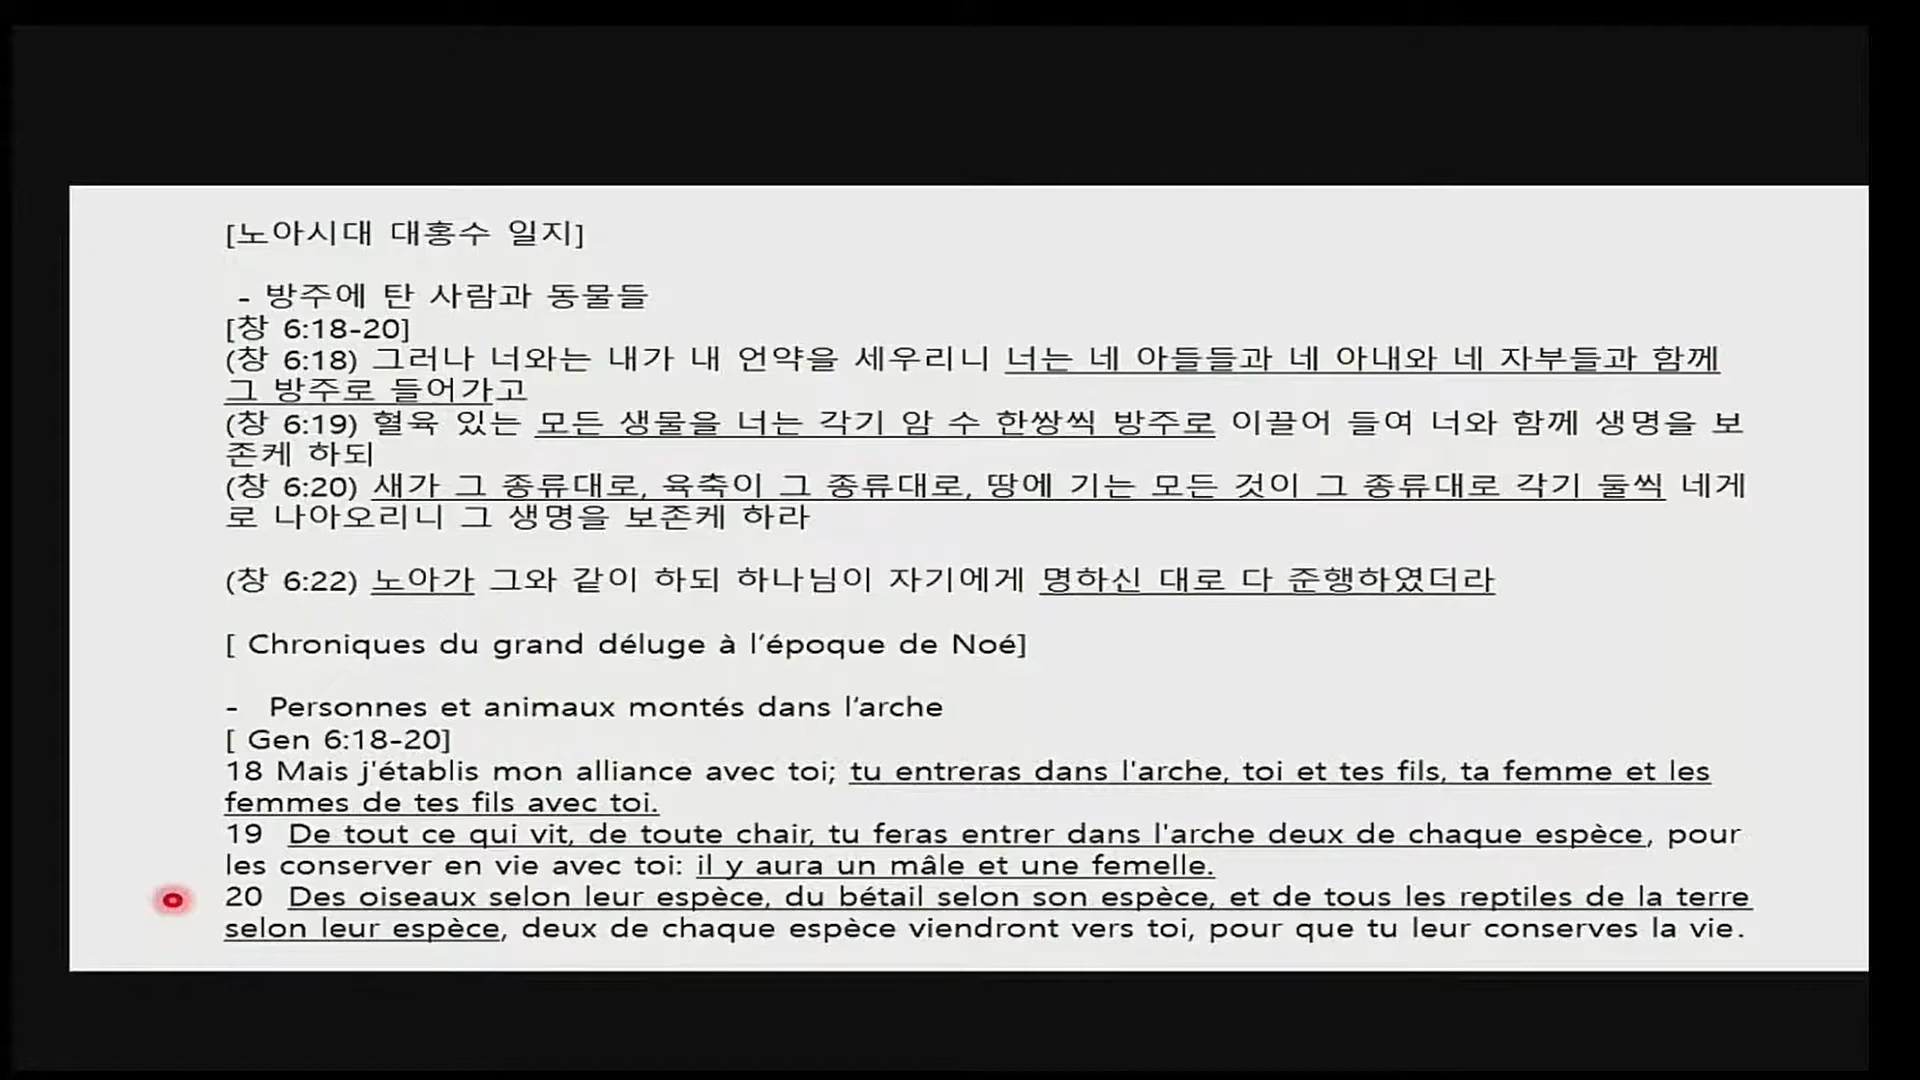 [노아시대 대홍수 일지]
- 방주에 탄 사람과 동물들
[창 6:18-20]
(창 6:18) 그러나 너와는 내가 내 언약을 세우리니 너는 네 아들들과 네 아내와 네 자부들과 함께
그 방주로 들어가고
(창 6:19) 혈육 있는 모든 생물을 너는 각기 암 수 한쌍씩 방주로 이끌어 들여 너와 함께 생명을 보
존케 하되
(창 6:20) 새가 그 종류대로, 육축이 그 종류대로, 땅에 기는 모든 것이 그 종류대로 각기 둘씩 네게
로 나아오리니 그 생명을 보존케 하라
(창 6:22) 노아가 그와 같이 하되 하나님이 자기에게 명하신 대로 다 준행하였더라
[ Chroniques du grand déluge à l’époque de Noé]
- Personnes et animaux montés dans l’arche
[ Gen 6:18-20]
18 Mais j'établis mon alliance avec toi; tu entreras dans l'arche, toi et tes fils, ta femme et les
femmes de tes fils avec toi.
19 De tout ce qui vit, de toute chair, tu feras entrer dans l'arche deux de chaque espèce, pour
les conserver en vie avec toi: il y aura un mâle et une femelle.
20 Des oiseaux selon leur espèce, du bétail selon son espèce, et de tous les reptiles de la terre
selon leur espèce, deux de chaque espèce viendront vers toi, pour que tu leur conserves la vie.